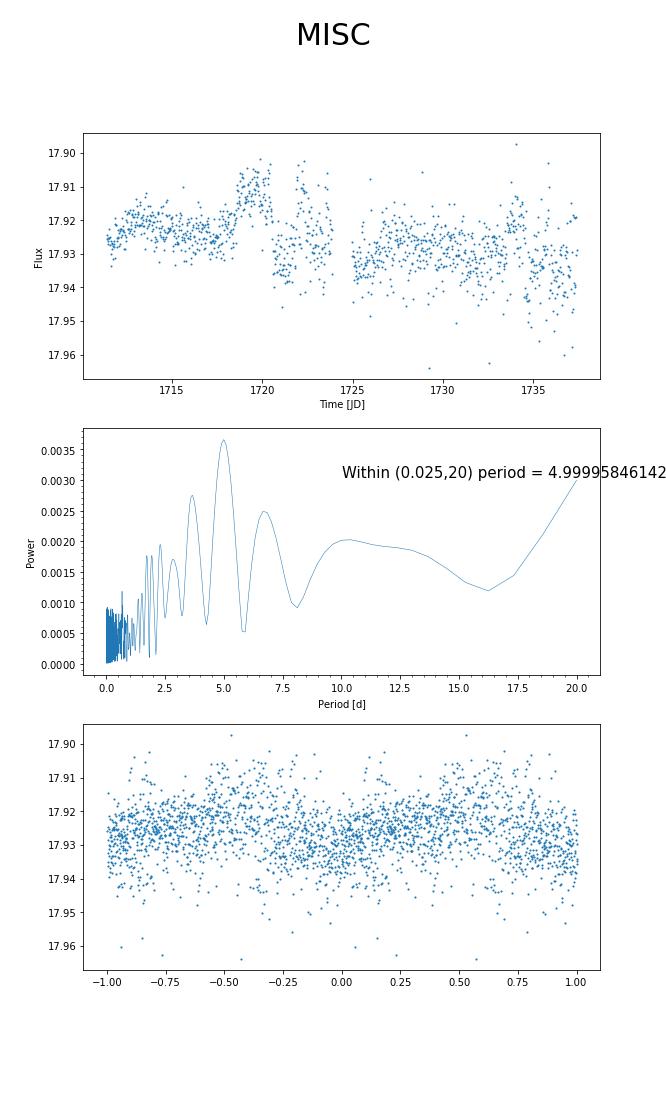 MISC
17.90
17.91
17.92
17.93
17.94
17.95
17.96
Flux
1715 1720 1725 1730 1735
Time [JD]
0.0035
0.0030
0.0025
0.0020
0.0015
0.0010
0.0005
0.0000
Power
Within (0.025,20) period = 4.99995846142
0.0 2.5 5.0 7.5 10.0 12.5 15.0 17.5 20.0
Period [d]
17.90
17.91
17.92
17.93
17.94
17.95
17.96
−1.00 −0.75 −0.50 −0.25 0.00 0.25 0.50 0.75 1.00